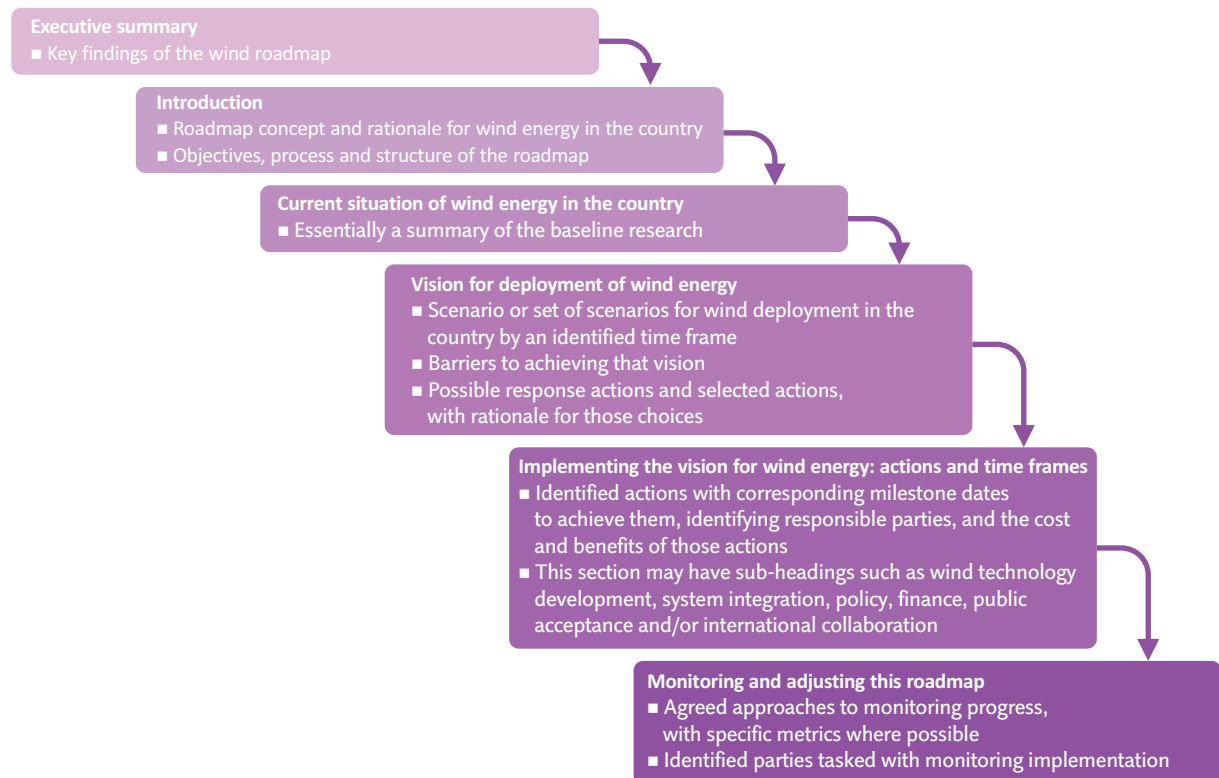 Executive summary
■ Key findings of the wind roadmap
Introduction
■ Roadmap concept and rationale for wind energy in the country
■ Objectives, process and structure of the roadmap
Current situation of wind energy in the country
■ Essentially a summary of the baseline research
Vision for deployment of wind energy
■ Scenario or set of scenarios for wind deployment in the
country by an identified time frame
■ Barriers to achieving that vision
■ Possible response actions and selected actions,
with rationale for those choices
Implementing the vision for wind energy: actions and time frames
■ Identified actions with corresponding milestone dates
to achieve them, identifying responsible parties, and the cost
and benefits of those actions
■ This section may have sub-headings such as wind technology
development, system integration, policy, finance, public
acceptance and/or international collaboration
Monitoring and adjusting this roadmap
■ Agreed approaches to monitoring progress,
with specific metrics where possible
■ Identified parties tasked with monitoring implementation